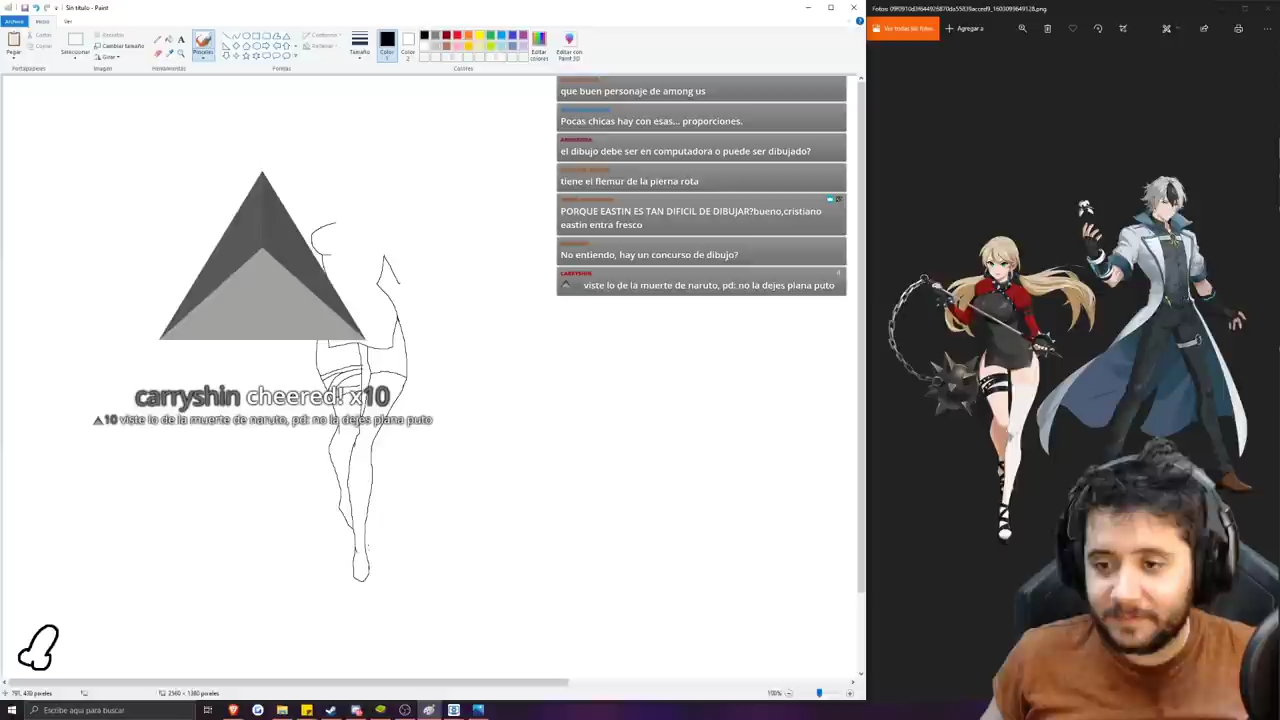 Sin título - Paint
Fotos: 09f0910d3f644926870da55839accerd9_1603099649128.png
Archivo Inicio Ver
Pegar
Cortar
Copiar
Portapapeles
Seleccionar
Recortar
Cambiar tamaño
Girar
Imagen
Herramientas
Pinceles
Contorno
Rellenar
Formas
Tamaño
Color 1
Color 2
Colores
Editar colores
Editar con Paint 3D
Ver todas las fotos
Agregar a
que buen personaje de among us
Pocas chicas hay con esas... proporciones.
el dibujo debe ser en computadora o puede ser dibujado?
tiene el flemur de la pierna rota
PORQUE EASTIN ES TAN DIFICIL DE DIBUJAR?bueno,cristiano
eastin entra fresco
No entiendo, hay un concurso de dibujo?
CARRYSHIN
viste lo de la muerte de naruto, pd: no la dejes plana puto
carryshin cheered! x10
10 viste lo de la muerte de naruto, pd: no la dejes plana puto
2560 × 1380 píxeles
100%
Escribe aquí para buscar